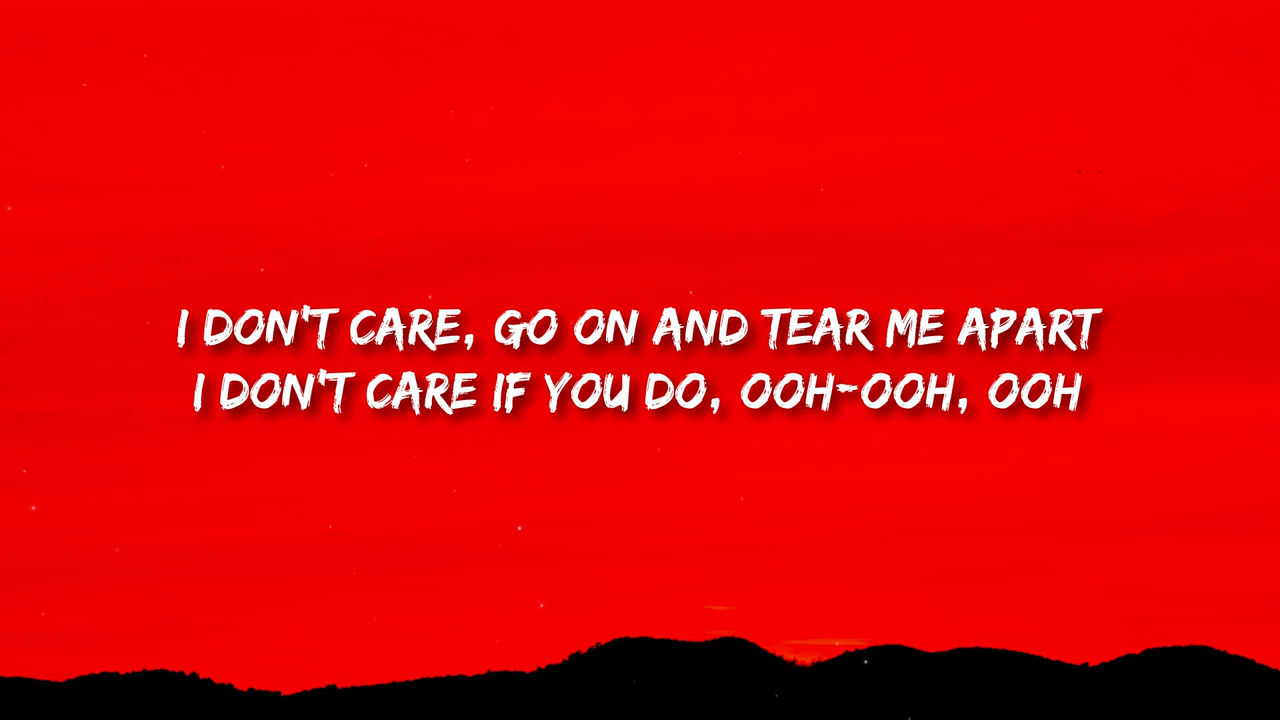 I DON'T CARE, GO ON AND TEAR ME APART
I DON'T CARE IF YOU DO, OOH-OOH, OOH